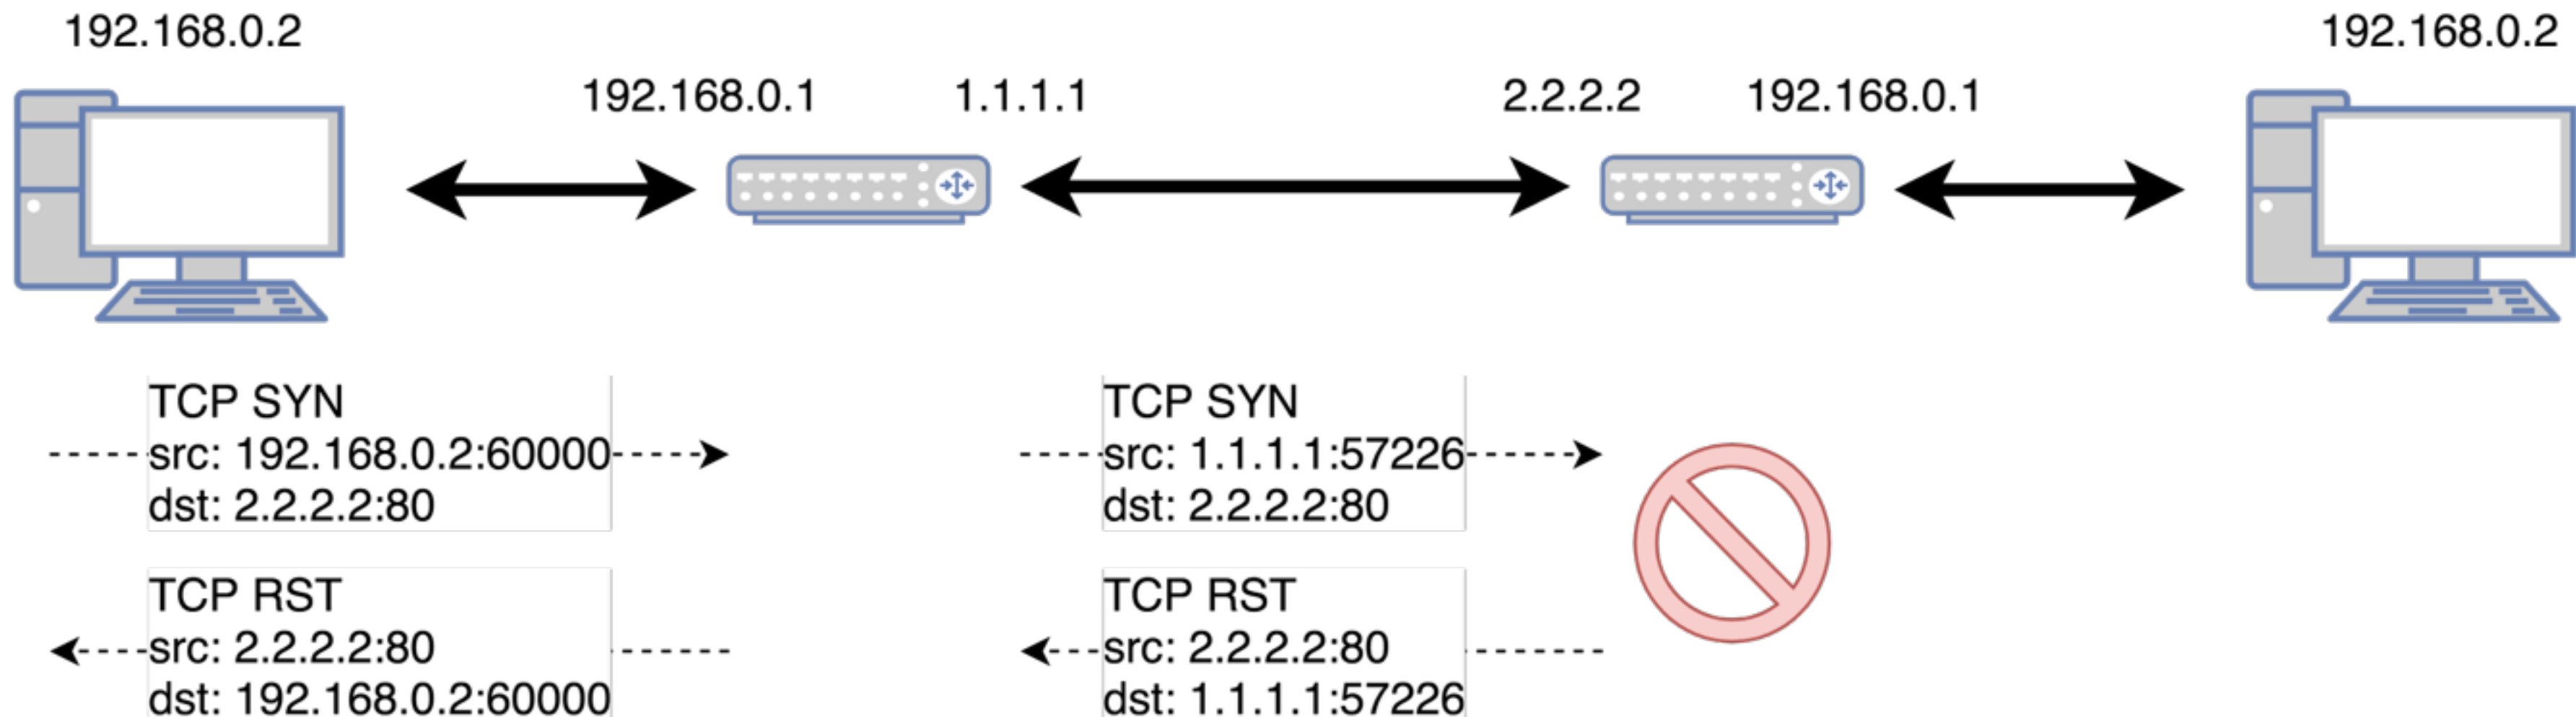 192.168.0.2
192.168.0.2
192.168.0.1
1.1.1.1
2.2.2.2
192.168.0.1
TCP SYN
src: 192.168.0.2:60000
dst: 2.2.2.2:80
TCP SYN
src: 1.1.1.1:57226
dst: 2.2.2.2:80
TCP RST
src: 2.2.2.2:80
dst: 192.168.0.2:60000
TCP RST
src: 2.2.2.2:80
dst: 1.1.1.1:57226